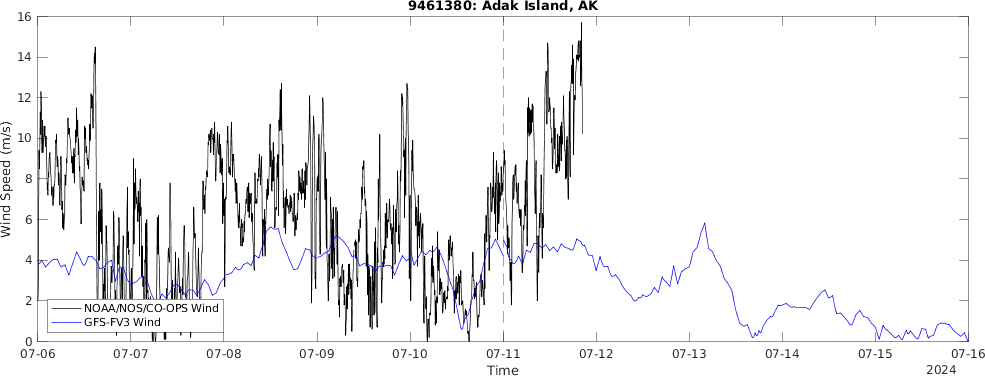 9461380: Adak Island, AK
Wind Speed (m/s)
16
14
12
10
8
6
4
2
0
NOAA/NOS/CO-OPS Wind
GFS-FV3 Wind
07-06 07-07 07-08 07-09 07-10 07-11 07-12 07-13 07-14 07-15 07-16
Time
2024